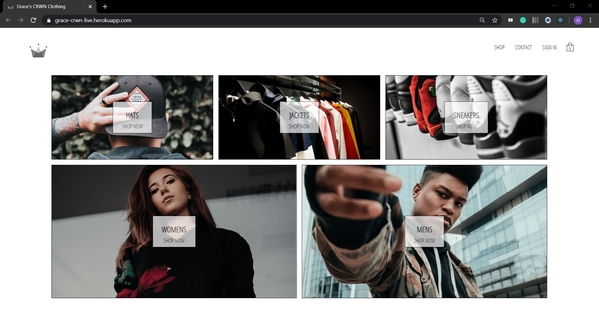 Grace's CRWN Clothing
grace-crwn-live.herokuapp.com
SHOP CONTACT SIGN IN
HATS
SHOP NOW
JACKETS
SHOP NOW
SNEAKERS
SHOP NOW
WOMENS
SHOP NOW
MENS
SHOP NOW